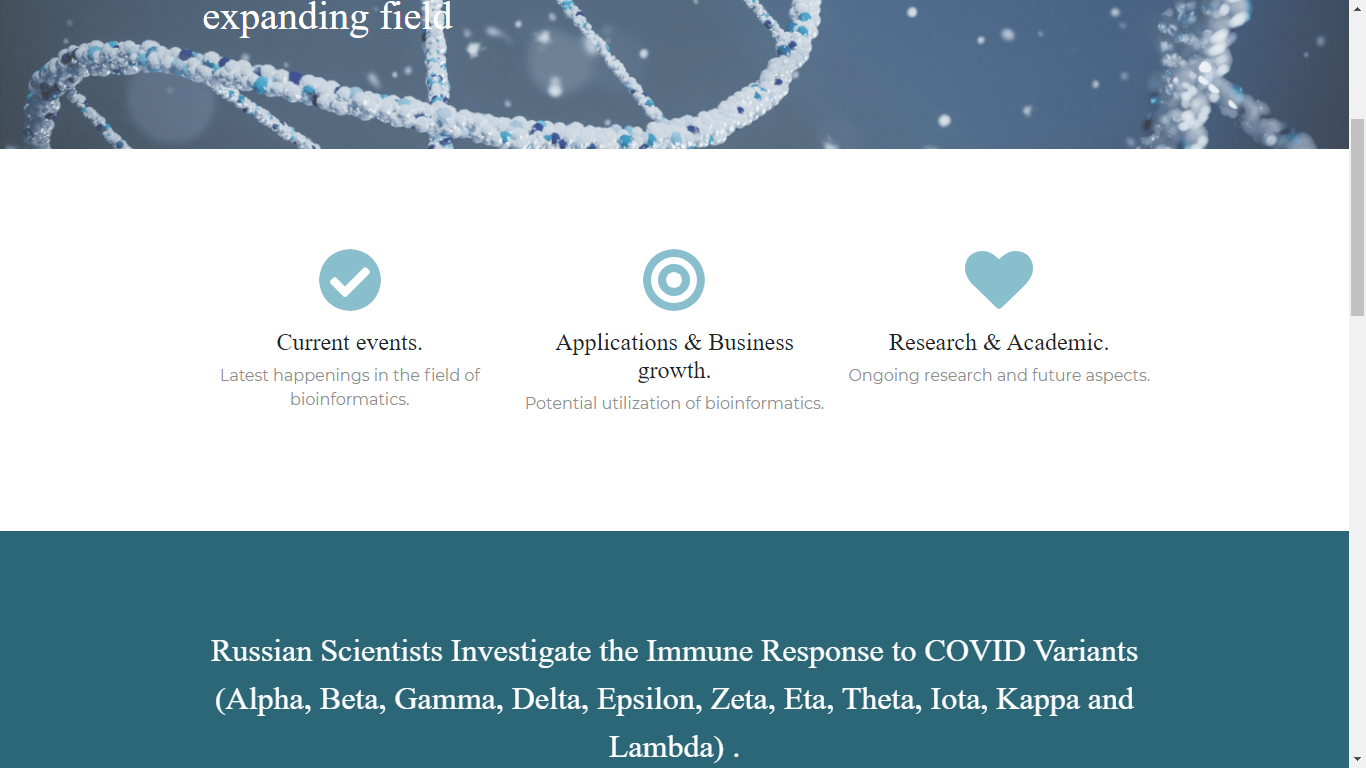 expanding field
Current events.
Latest happenings in the field of
bioinformatics.
Applications & Business
growth.
Potential utilization of bioinformatics.
Research & Academic.
Ongoing research and future aspects.
Russian Scientists Investigate the Immune Response to COVID Variants
(Alpha, Beta, Gamma, Delta, Epsilon, Zeta, Eta, Theta, Iota, Kappa and
Lambda) .